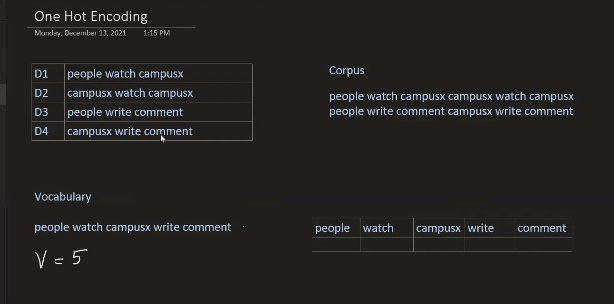 One Hot Encoding
Monday, December 13, 2021 1:15 PM
D1 people watch campusx
D2 campusx watch campusx
D3 people write comment
D4 campusx write comment
Corpus
people watch campusx campusx watch campusx
people write comment campusx write comment
Vocabulary
people watch campusx write comment
V = 5
people watch campusx write comment